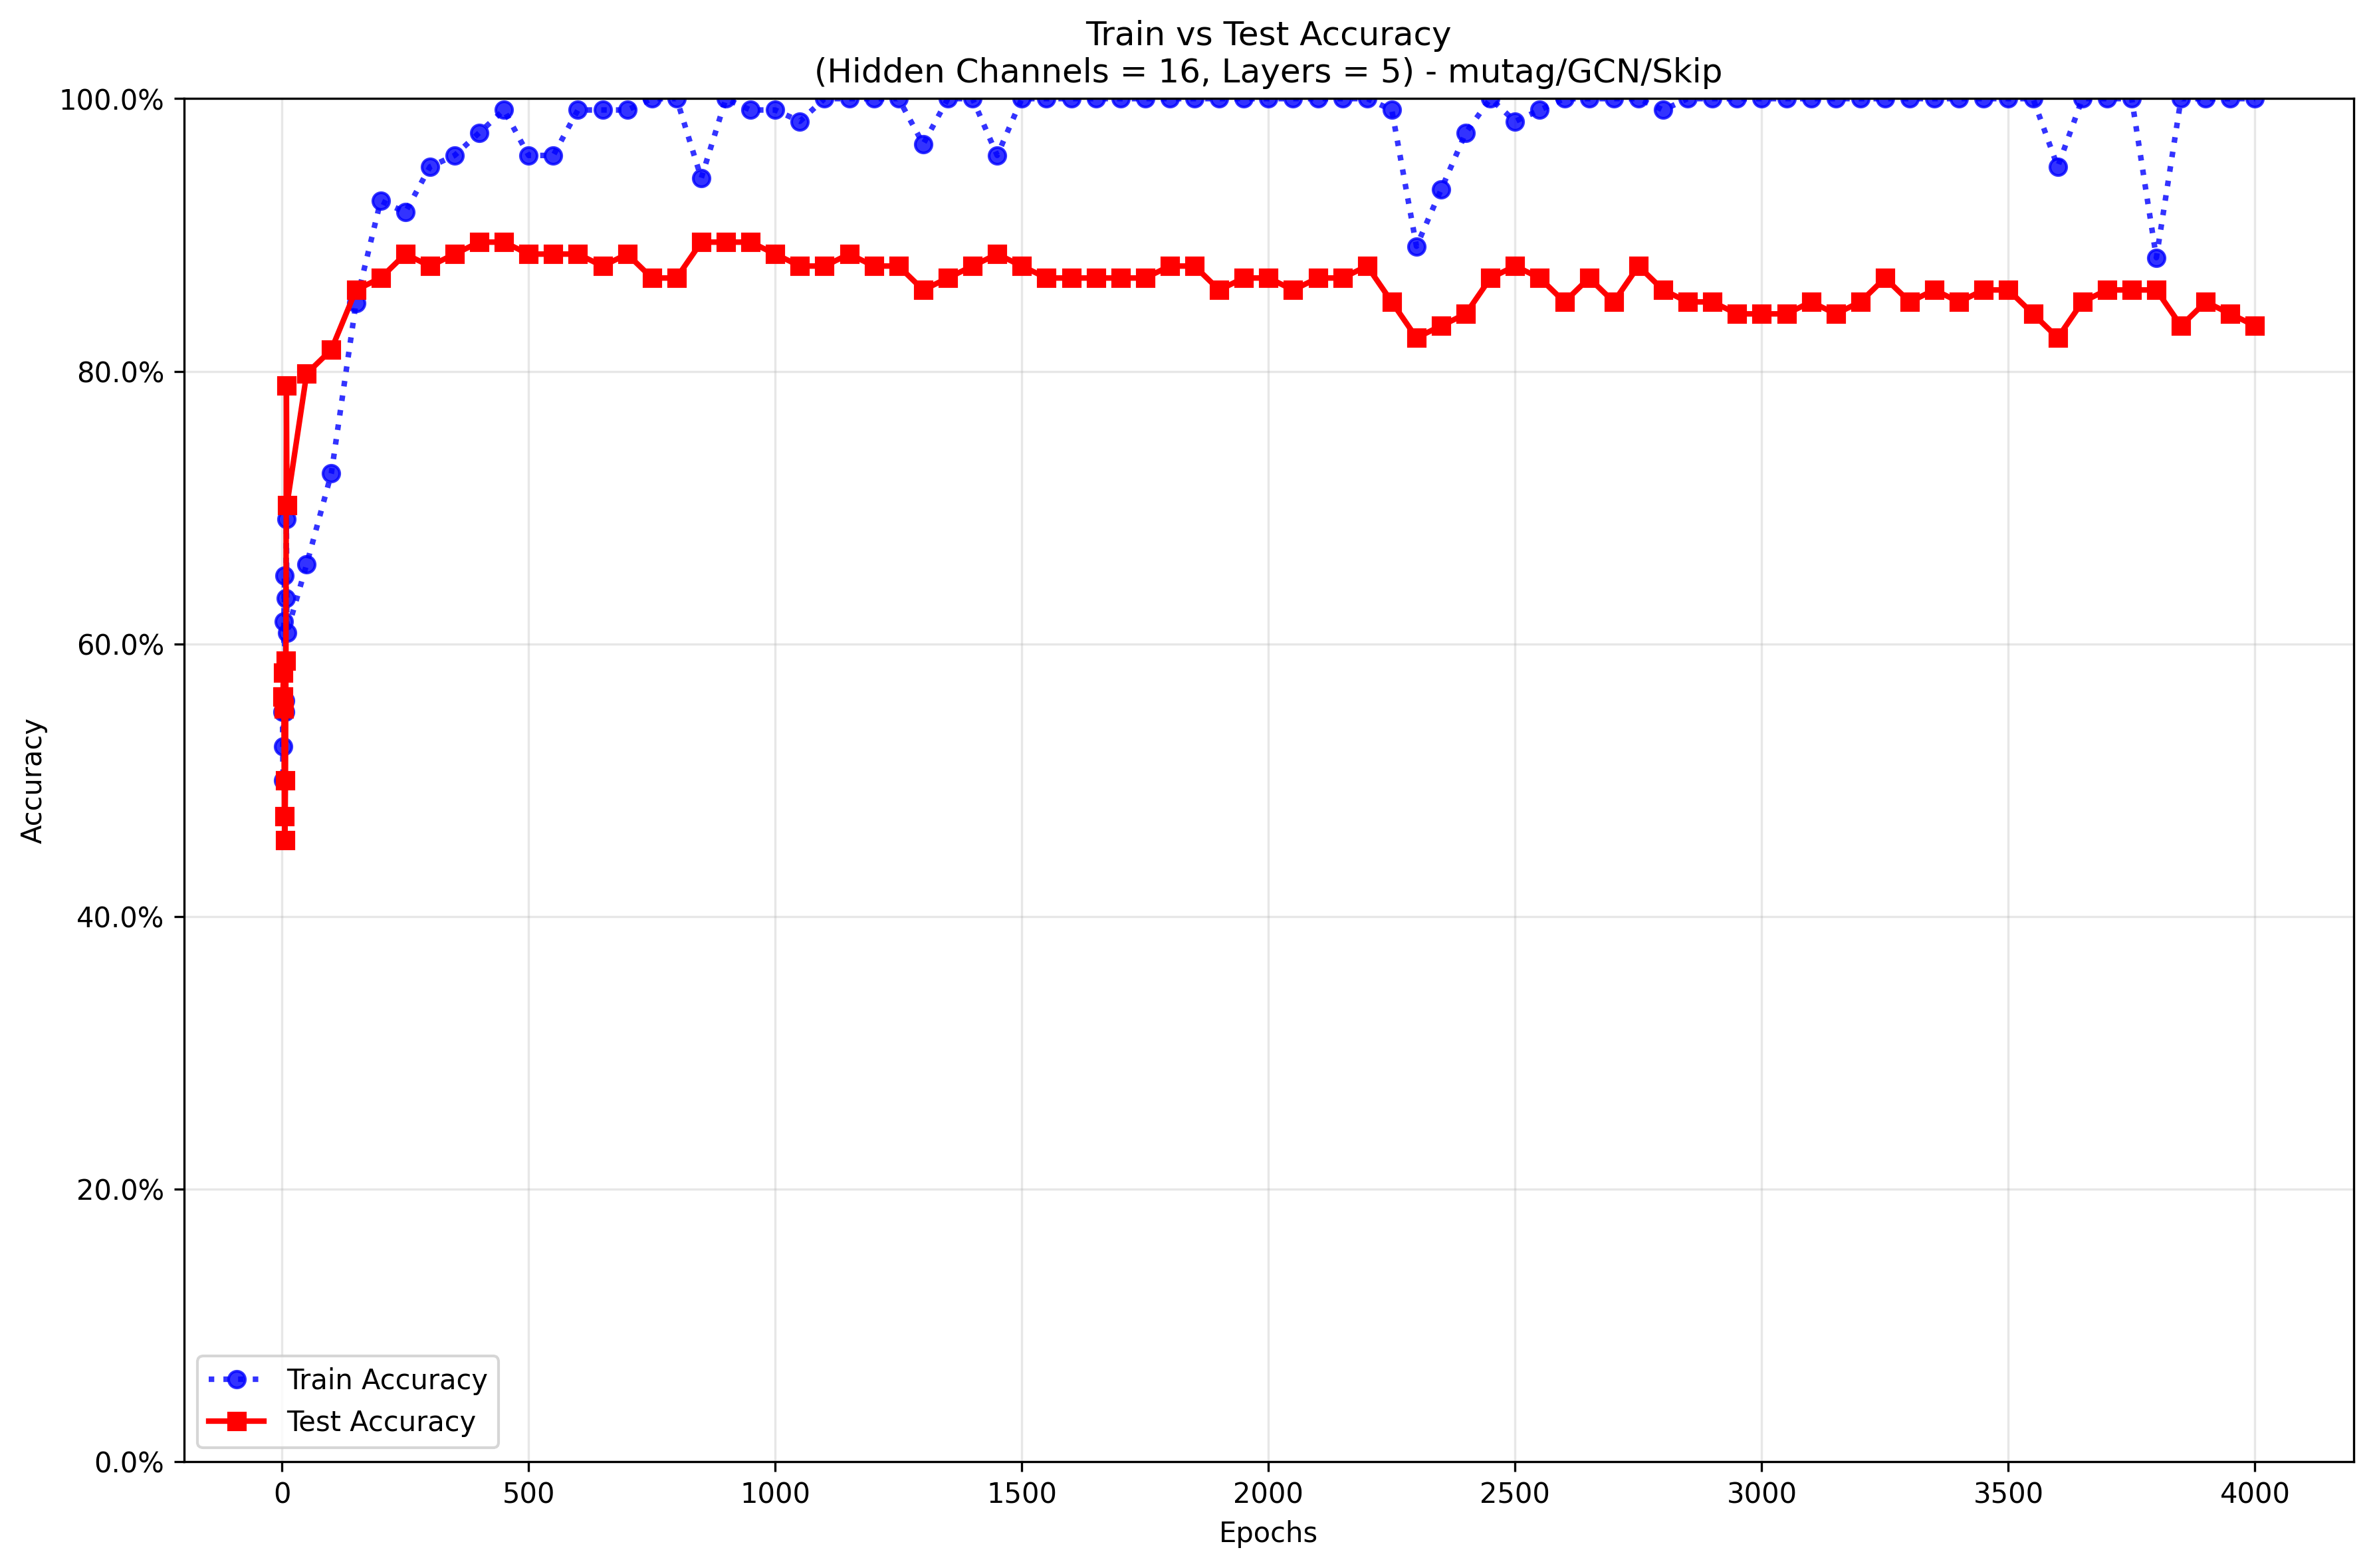 Train vs Test Accuracy
(Hidden Channels = 16, Layers = 5) - mutag/GCN/Skip
100.0%
80.0%
60.0%
40.0%
20.0%
0.0%
Accuracy
Train Accuracy
Test Accuracy
0 500 1000 1500 2000 2500 3000 3500 4000
Epochs